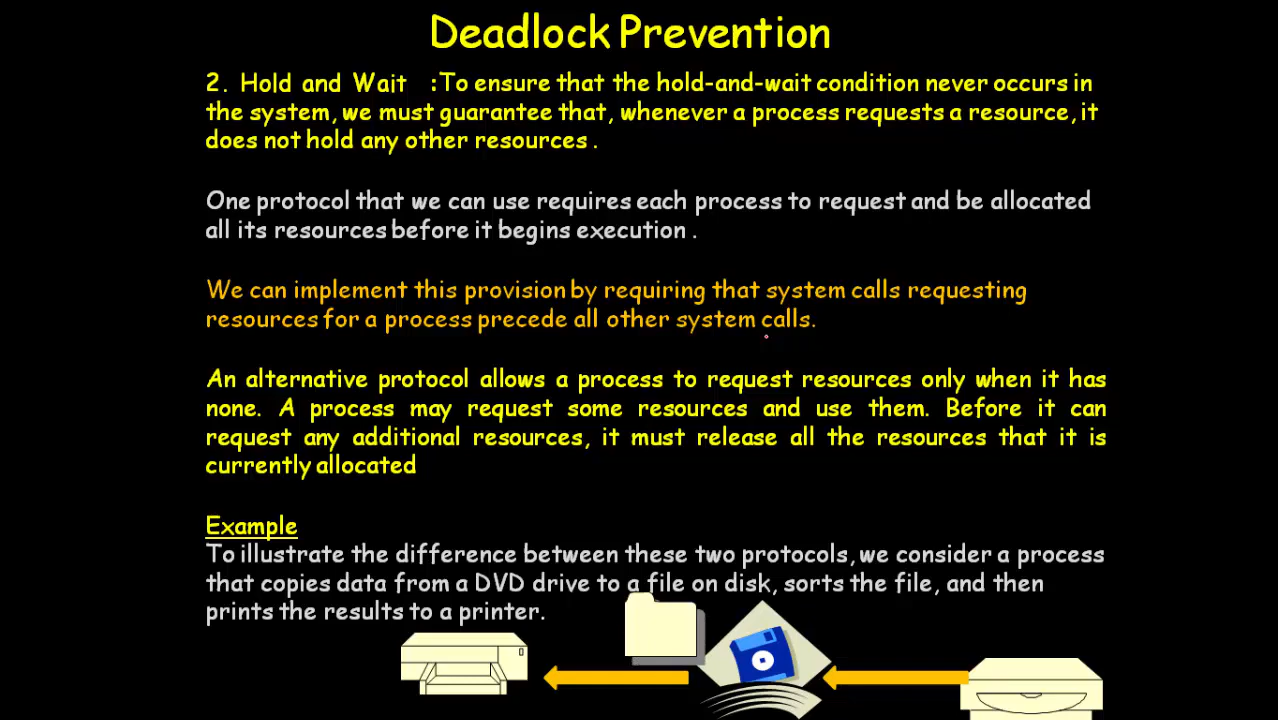 Deadlock Prevention
2. Hold and Wait :To ensure that the hold-and-wait condition never occurs in
the system, we must guarantee that, whenever a process requests a resource, it
does not hold any other resources .
One protocol that we can use requires each process to request and be allocated
all its resources before it begins execution .
We can implement this provision by requiring that system calls requesting
resources for a process precede all other system calls.
An alternative protocol allows a process to request resources only when it has
none. A process may request some resources and use them. Before it can
request any additional resources, it must release all the resources that it is
currently allocated
Example
To illustrate the difference between these two protocols, we consider a process
that copies data from a DVD drive to a file on disk, sorts the file, and then
prints the results to a printer.